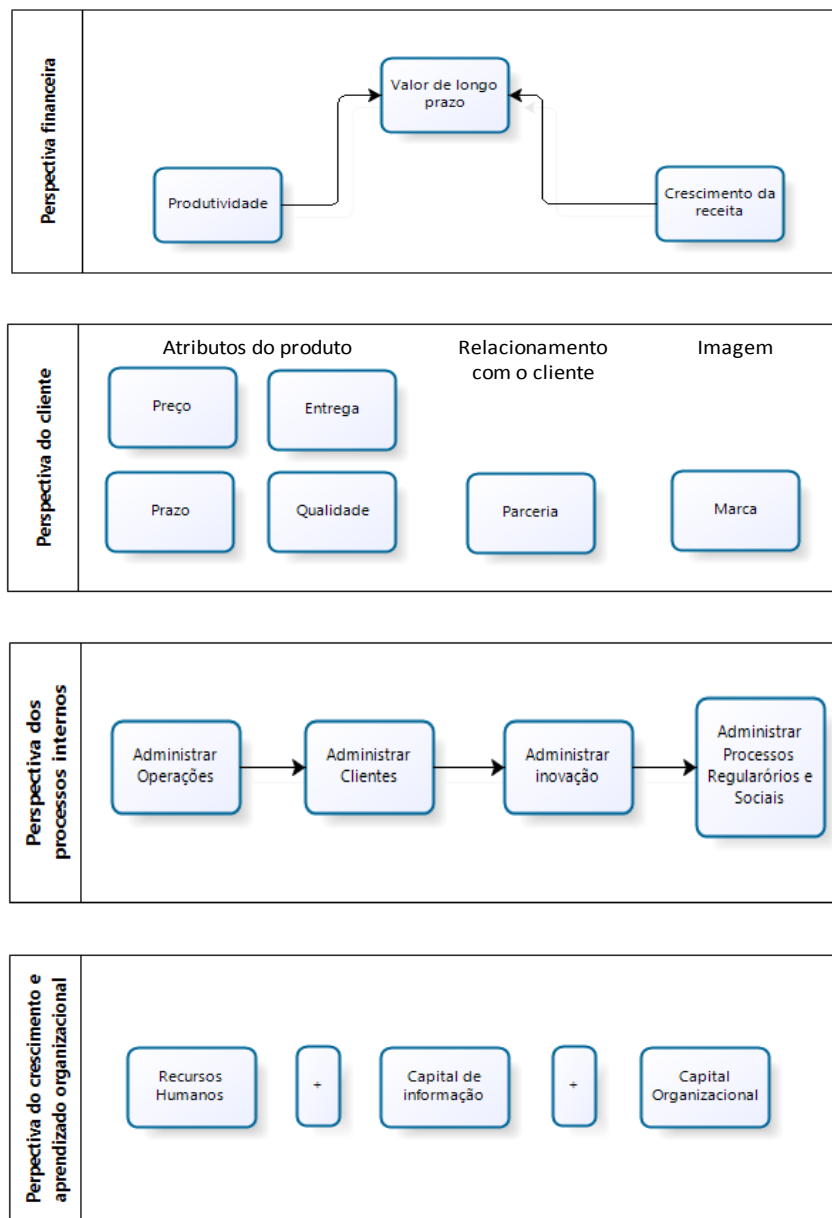 Perspectiva financeira
Valor de longo
prazo
Produtividade
Crescimento da
receita
Perspectiva do cliente
Atributos do produto
Relacionamento
com o cliente
Imagem
Preço
Entrega
Prazo
Qualidade
Parceria
Marca
Perspectiva dos
processos internos
Administrar
Operações
Administrar
Clientes
Administrar
inovação
Administrar
Processos
Regularórios e
Sociais
Perpectiva do crescimento e
aprendizado organizacional
Recursos
Humanos
+
Capital de
informação
+
Capital
Organizacional